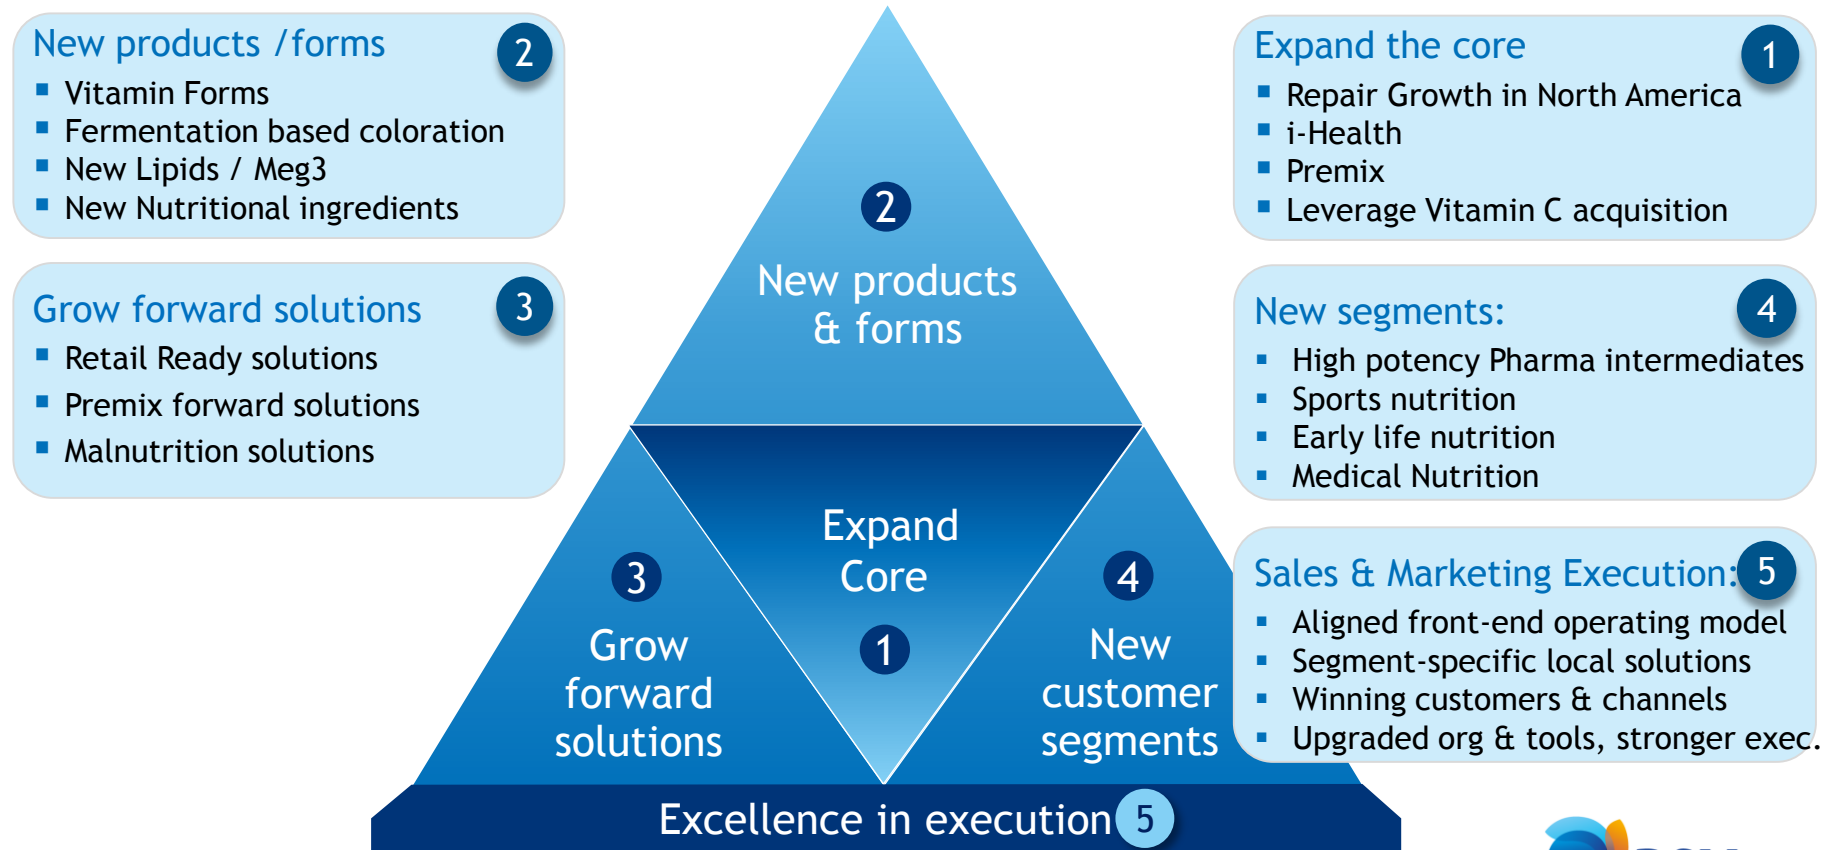 New products /forms
2
Vitamin Forms
Fermentation based coloration
New Lipids / Meg3
New Nutritional ingredients
Grow forward solutions
3
Retail Ready solutions
Premix forward solutions
Malnutrition solutions
2
New products
& forms
Expand
Core
1
3
Grow
forward
solutions
4
New
customer
segments
Excellence in execution 5
Expand the core
1
Repair Growth in North America
i-Health
Premix
Leverage Vitamin C acquisition
New segments:
4
High potency Pharma intermediates
Sports nutrition
Early life nutrition
Medical Nutrition
Sales & Marketing Execution: 5
Aligned front-end operating model
Segment-specific local solutions
Winning customers & channels
Upgraded org & tools, stronger exec.